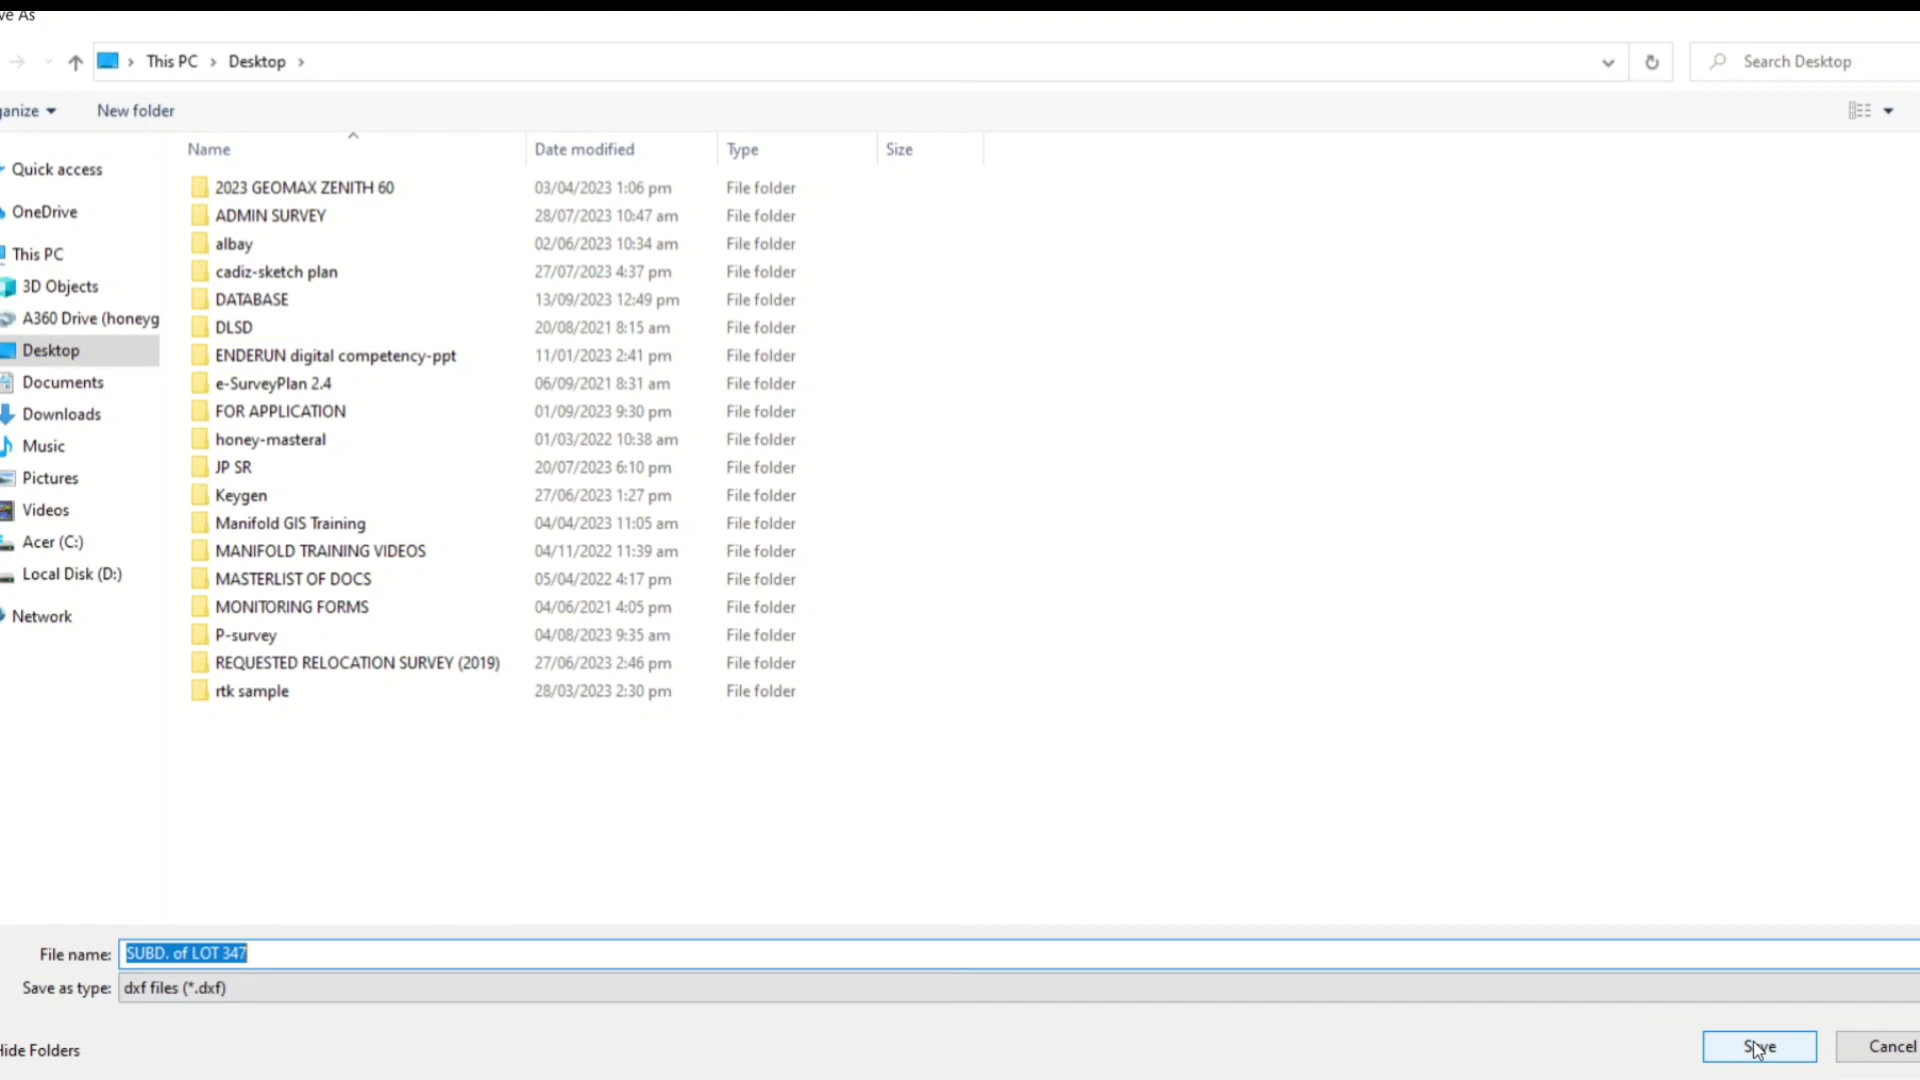 ve As
This PC > Desktop >
Search Desktop
ganize
New folder
Name
Date modified
Type
Size
Quick access
OneDrive
This PC
3D Objects
A360 Drive (honeyg
Desktop
Documents
Downloads
Music
Pictures
Videos
Acer (C:)
Local Disk (D:)
Network
2023 GEOMAX ZENITH 60 03/04/2023 1:06 pm File folder
ADMIN SURVEY 28/07/2023 10:47 am File folder
albay 02/06/2023 10:34 am File folder
cadiz-sketch plan 27/07/2023 4:37 pm File folder
DATABASE 13/09/2023 12:49 pm File folder
DLSD 20/08/2021 8:15 am File folder
ENDERUN digital competency-ppt 11/01/2023 2:41 pm File folder
e-SurveyPlan 2.4 06/09/2021 8:31 am File folder
FOR APPLICATION 01/09/2023 9:30 pm File folder
honey-masteral 01/03/2022 10:38 am File folder
JP SR 20/07/2023 6:10 pm File folder
Keygen 27/06/2023 1:27 pm File folder
Manifold GIS Training 04/04/2023 11:05 am File folder
MANIFOLD TRAINING VIDEOS 04/11/2022 11:39 am File folder
MASTERLIST OF DOCS 05/04/2022 4:17 pm File folder
MONITORING FORMS 04/06/2021 4:05 pm File folder
P-survey 04/08/2023 9:35 am File folder
REQUESTED RELOCATION SURVEY (2019) 27/06/2023 2:46 pm File folder
rtk sample 28/03/2023 2:30 pm File folder
File name: SUBD. of LOT 347
Save as type: dxf files (*.dxf)
Hide Folders
Save
Cancel